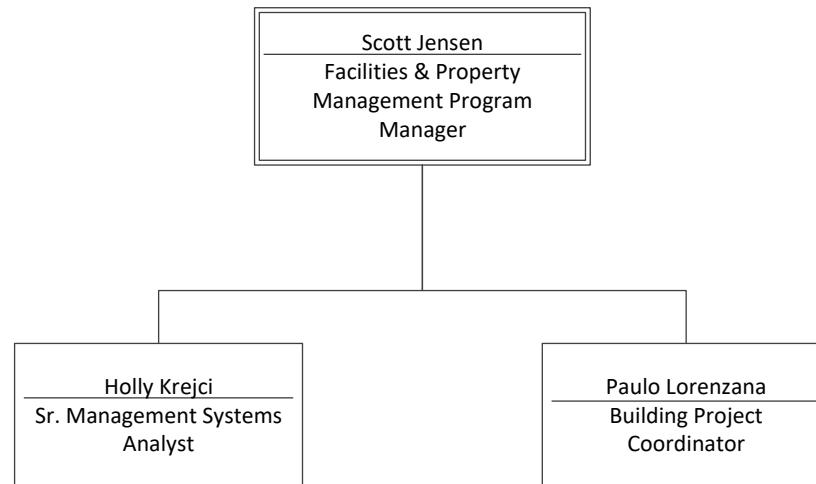 Scott Jensen
Facilities & Property
Management Program
Manager
Holly Krejci
Sr. Management Systems
Analyst
Paulo Lorenzana
Building Project
Coordinator